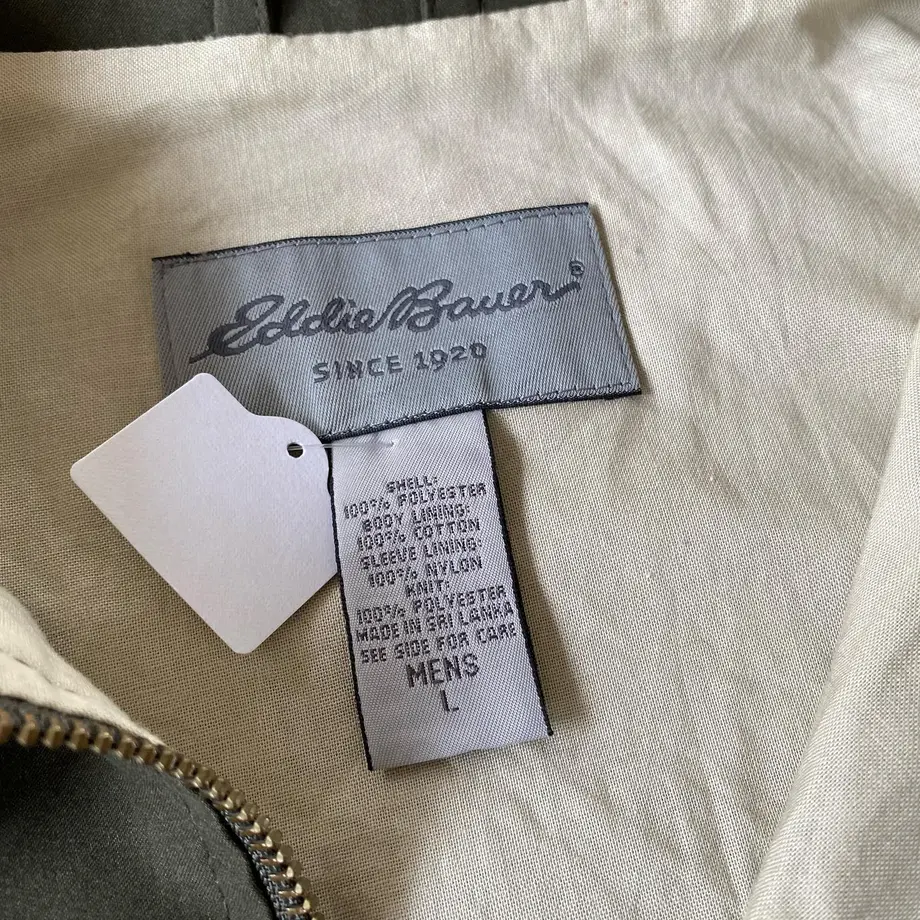 Eddie Bauer®
SINCE 1920
SHELL:
100% POLYESTER
BODY LINING:
100% COTTON
SLEEVE LINING:
100% NYLON
KNIT:
100% POLYESTER
MADE IN SRI LANKA
SEE SIDE FOR CARE
MENS
L